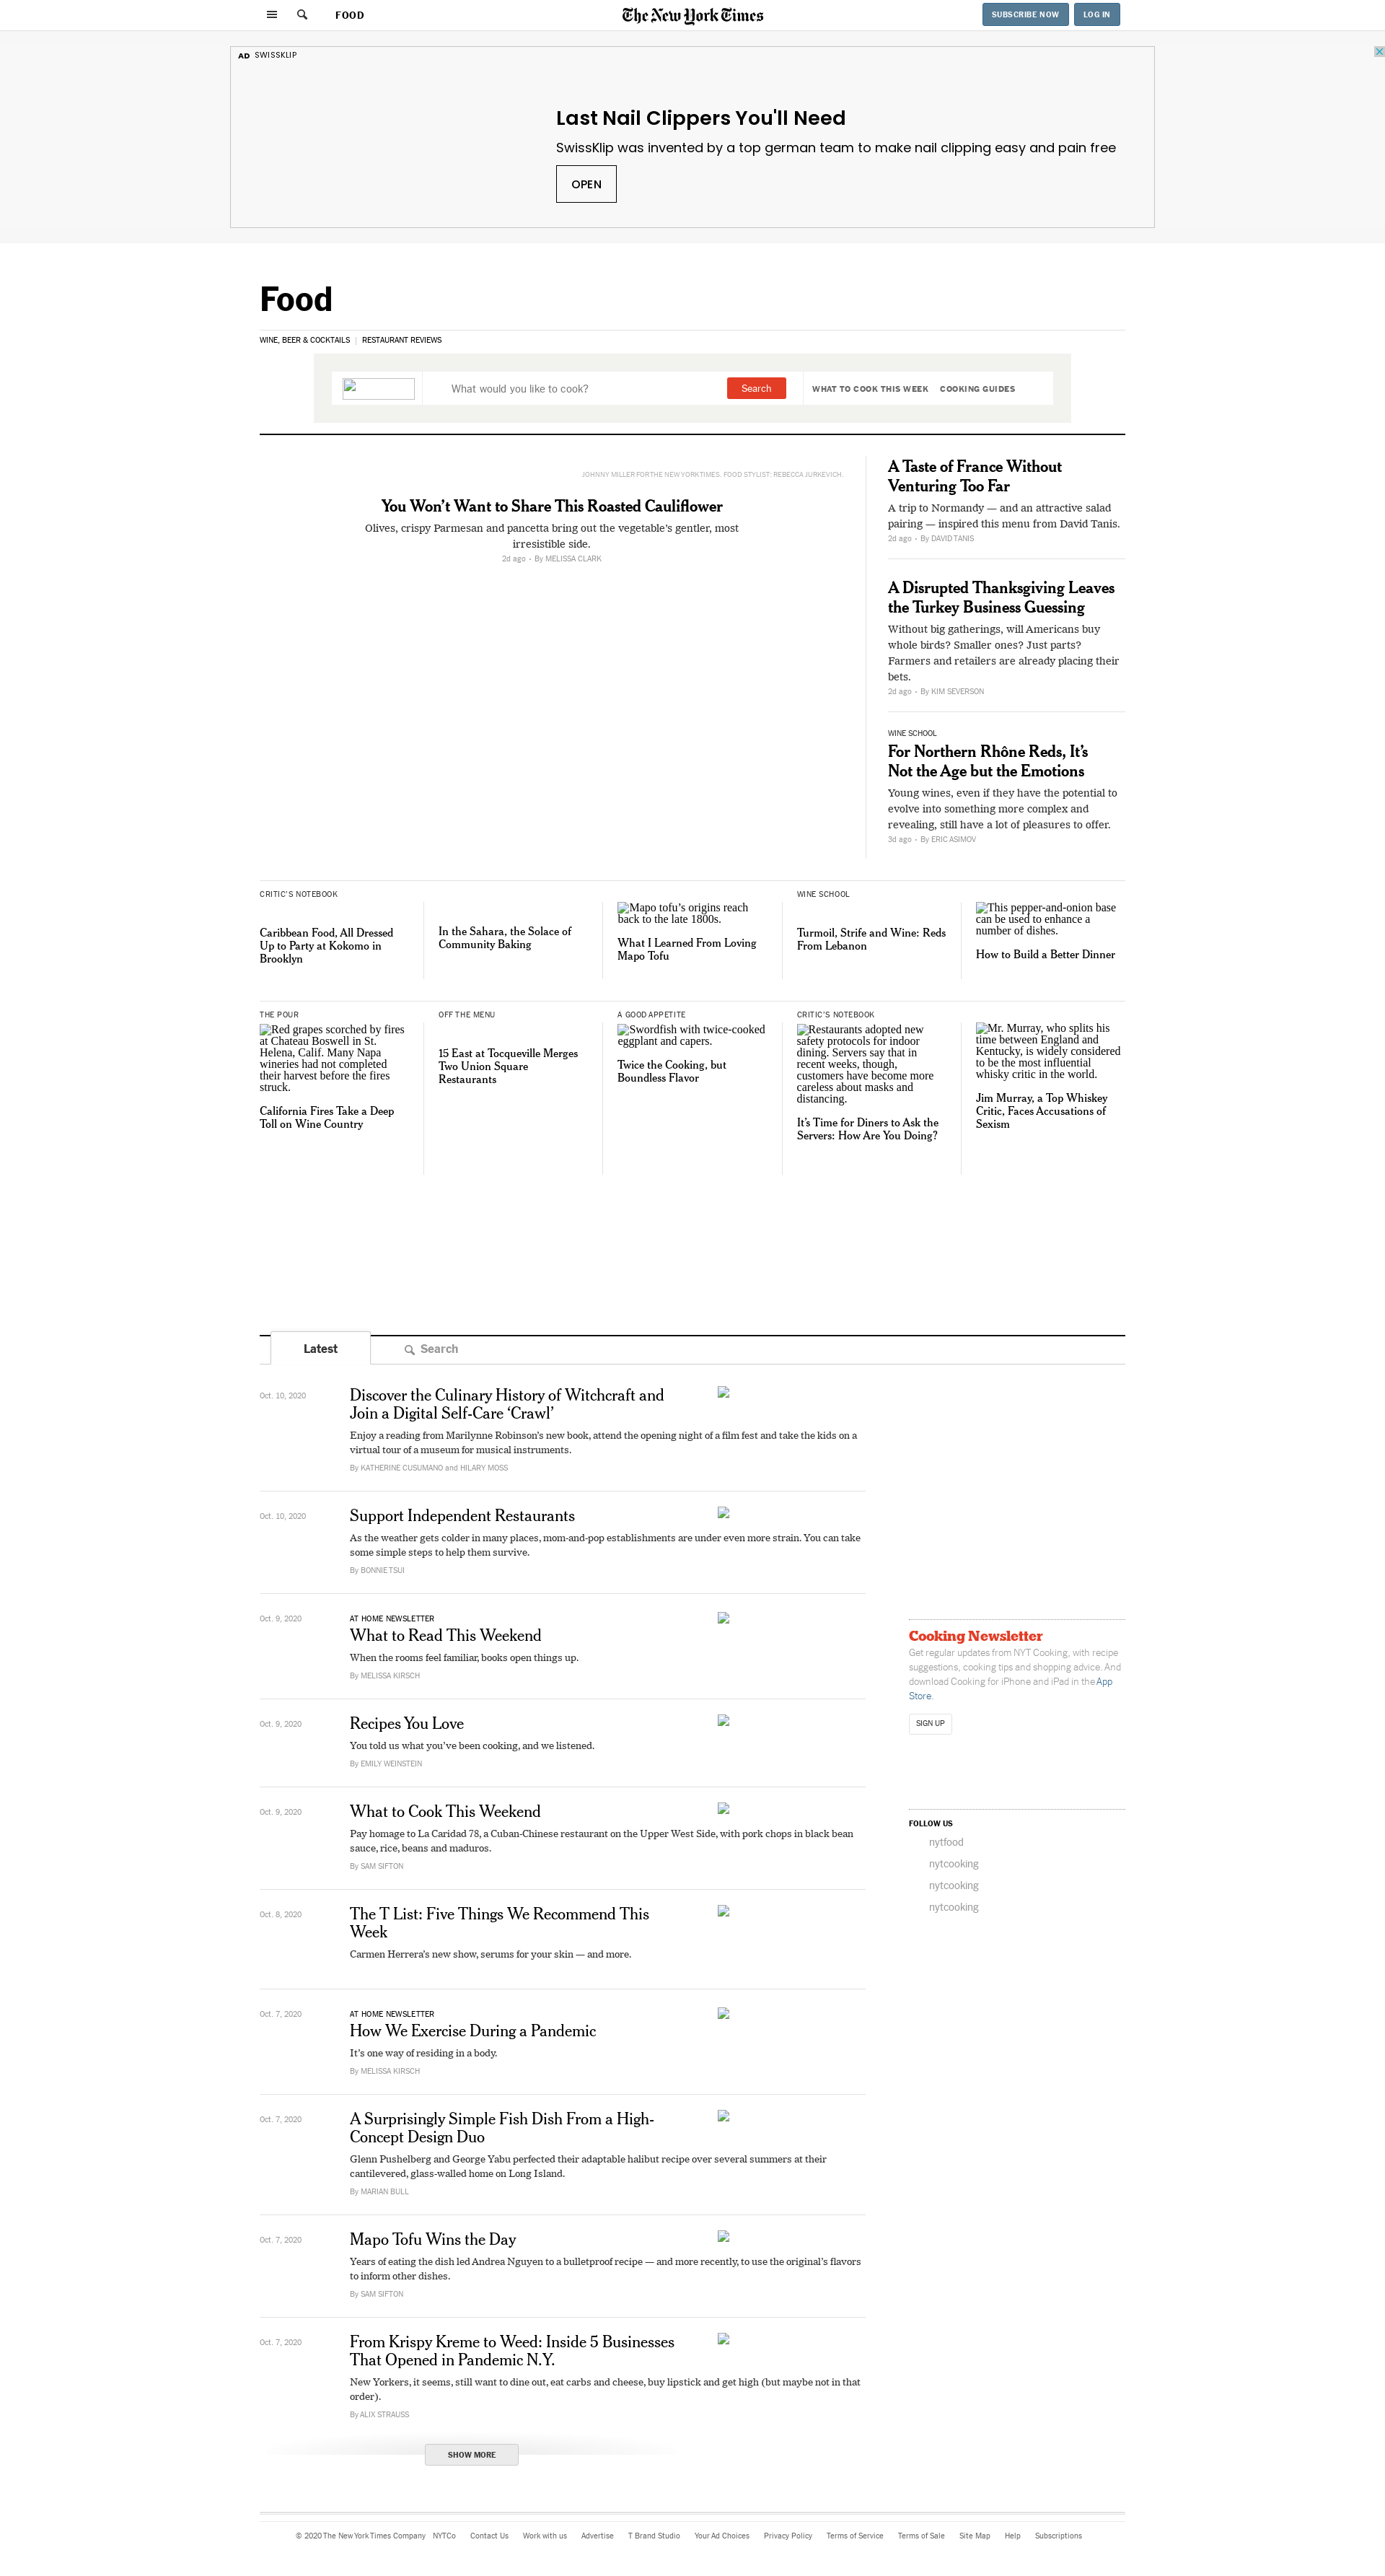 FOOD
The New York Times
SUBSCRIBE NOW
LOG IN
AD SWISSKLIP
Last Nail Clippers You'll Need
SwissKlip was invented by a top german team to make nail clipping easy and pain free
OPEN
Food
WINE, BEER & COCKTAILS
RESTAURANT REVIEWS
What would you like to cook?
Search
WHAT TO COOK THIS WEEK
COOKING GUIDES
JOHNNY MILLER FOR THE NEW YORK TIMES. FOOD STYLIST: REBECCA JURKEVICH.
You Won’t Want to Share This Roasted Cauliflower
Olives, crispy Parmesan and pancetta bring out the vegetable’s gentler, most
irresistible side.
2d ago • By MELISSA CLARK
A Taste of France Without
Venturing Too Far
A trip to Normandy — and an attractive salad
pairing — inspired this menu from David Tanis.
2d ago • By DAVID TANIS
A Disrupted Thanksgiving Leaves
the Turkey Business Guessing
Without big gatherings, will Americans buy
whole birds? Smaller ones? Just parts?
Farmers and retailers are already placing their
bets.
2d ago • By KIM SEVERSON
WINE SCHOOL
For Northern Rhône Reds, It’s
Not the Age but the Emotions
Young wines, even if they have the potential to
evolve into something more complex and
revealing, still have a lot of pleasures to offer.
3d ago • By ERIC ASIMOV
CRITIC’S NOTEBOOK
Caribbean Food, All Dressed
Up to Party at Kokomo in
Brooklyn
In the Sahara, the Solace of
Community Baking
Mapo tofu’s origins reach
back to the late 1800s.
What I Learned From Loving
Mapo Tofu
WINE SCHOOL
Turmoil, Strife and Wine: Reds
From Lebanon
This pepper-and-onion base
can be used to enhance a
number of dishes.
How to Build a Better Dinner
THE POUR
Red grapes scorched by fires
at Chateau Boswell in St.
Helena, Calif. Many Napa
wineries had not completed
their harvest before the fires
struck.
California Fires Take a Deep
Toll on Wine Country
OFF THE MENU
15 East at Tocqueville Merges
Two Union Square
Restaurants
A GOOD APPETITE
Swordfish with twice-cooked
eggplant and capers.
Twice the Cooking, but
Boundless Flavor
CRITIC’S NOTEBOOK
Restaurants adopted new
safety protocols for indoor
dining. Servers say that in
recent weeks, though,
customers have become more
careless about masks and
distancing.
It’s Time for Diners to Ask the
Servers: How Are You Doing?
Mr. Murray, who splits his
time between England and
Kentucky, is widely considered
to be the most influential
whisky critic in the world.
Jim Murray, a Top Whiskey
Critic, Faces Accusations of
Sexism
Latest
Search
Oct. 10, 2020
Discover the Culinary History of Witchcraft and
Join a Digital Self-Care ‘Crawl’
Enjoy a reading from Marilynne Robinson’s new book, attend the opening night of a film fest and take the kids on a
virtual tour of a museum for musical instruments.
By KATHERINE CUSUMANO and HILARY MOSS
Oct. 10, 2020
Support Independent Restaurants
As the weather gets colder in many places, mom-and-pop establishments are under even more strain. You can take
some simple steps to help them survive.
By BONNIE TSUI
Oct. 9, 2020
AT HOME NEWSLETTER
What to Read This Weekend
When the rooms feel familiar, books open things up.
By MELISSA KIRSCH
Oct. 9, 2020
Recipes You Love
You told us what you’ve been cooking, and we listened.
By EMILY WEINSTEIN
Oct. 9, 2020
What to Cook This Weekend
Pay homage to La Caridad 78, a Cuban-Chinese restaurant on the Upper West Side, with pork chops in black bean
sauce, rice, beans and maduros.
By SAM SIFTON
Oct. 8, 2020
The T List: Five Things We Recommend This
Week
Carmen Herrera’s new show, serums for your skin — and more.
Oct. 7, 2020
AT HOME NEWSLETTER
How We Exercise During a Pandemic
It’s one way of residing in a body.
By MELISSA KIRSCH
Oct. 7, 2020
A Surprisingly Simple Fish Dish From a High-
Concept Design Duo
Glenn Pushelberg and George Yabu perfected their adaptable halibut recipe over several summers at their
cantilevered, glass-walled home on Long Island.
By MARIAN BULL
Oct. 7, 2020
Mapo Tofu Wins the Day
Years of eating the dish led Andrea Nguyen to a bulletproof recipe — and more recently, to use the original’s flavors
to inform other dishes.
By SAM SIFTON
Oct. 7, 2020
From Krispy Kreme to Weed: Inside 5 Businesses
That Opened in Pandemic N.Y.
New Yorkers, it seems, still want to dine out, eat carbs and cheese, buy lipstick and get high (but maybe not in that
order).
By ALIX STRAUSS
SHOW MORE
Cooking Newsletter
Get regular updates from NYT Cooking, with recipe
suggestions, cooking tips and shopping advice. And
download Cooking for iPhone and iPad in the App
Store.
SIGN UP
FOLLOW US
nytfood
nytcooking
nytcooking
nytcooking
© 2020 The New York Times Company NYTCo Contact Us Work with us Advertise T Brand Studio Your Ad Choices Privacy Policy Terms of Service Terms of Sale Site Map Help Subscriptions